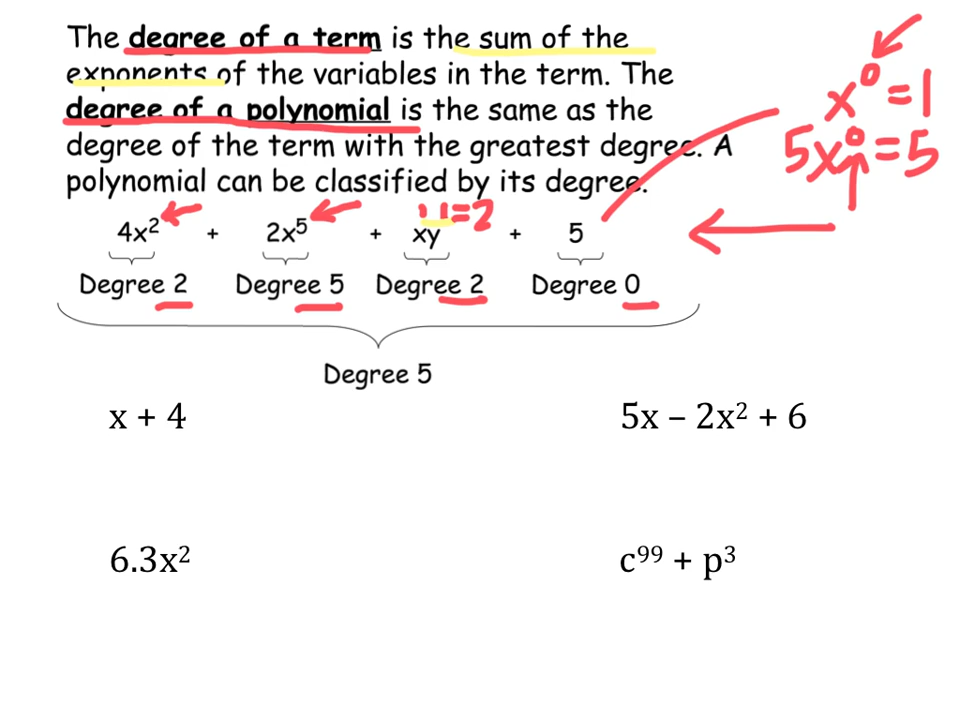 The degree of a term is the sum of the
exponents of the variables in the term. The
degree of a polynomial is the same as the
degree of the term with the greatest degree. A
polynomial can be classified by its degree.
x⁰ = 1
5x⁰ = 5
=2
4x² + 2x⁵ + xy + 5
Degree 2 Degree 5 Degree 2 Degree 0
Degree 5
x + 4
5x – 2x² + 6
6.3x²
c⁹⁹ + p³